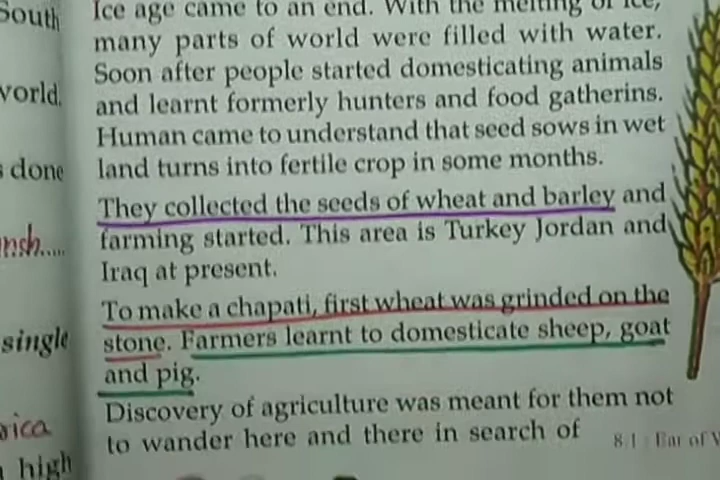 South
world.
s done
single
high
Ice age came to an end. With the melting of ice,
many parts of world were filled with water.
Soon after people started domesticating animals
and learnt formerly hunters and food gatherins.
Human came to understand that seed sows in wet
land turns into fertile crop in some months.
They collected the seeds of wheat and barley and
farming started. This area is Turkey Jordan and
Iraq at present.
To make a chapati, first wheat was grinded on the
stone. Farmers learnt to domesticate sheep, goat
and pig.
Discovery of agriculture was meant for them not
to wander here and there in search of
8.1 : Ear of